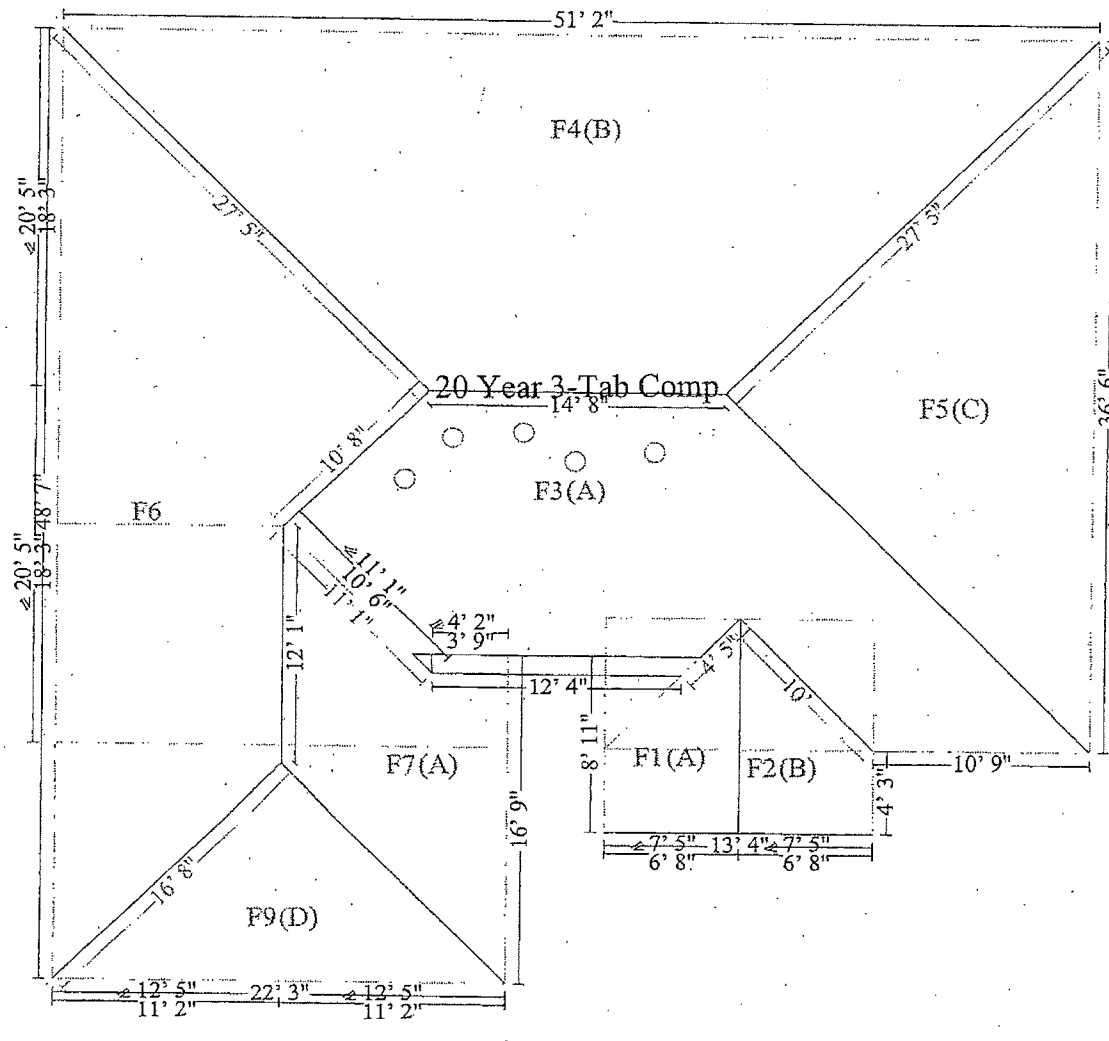 51' 2"
F4(B)
20' 5"
18' 3"
27' 5"
27' 5"
20 Year 3-Tab Comp
14' 8"
F5(C)
36' 6"
10' 8"
F3(A)
F6
48' 7"
20' 5"
18' 3"
11' 1"
10' 6"
11' 1"
4' 2"
3' 9"
12' 1"
4' 5"
12' 4"
10'
8' 11"
F1(A)
F2(B)
10' 9"
4' 3"
F7(A)
16' 9"
7' 5" 13' 4" 7' 5"
6' 8" 6' 8"
16' 8"
F9(D)
12' 5" 22' 3" 12' 5"
11' 2" 11' 2"